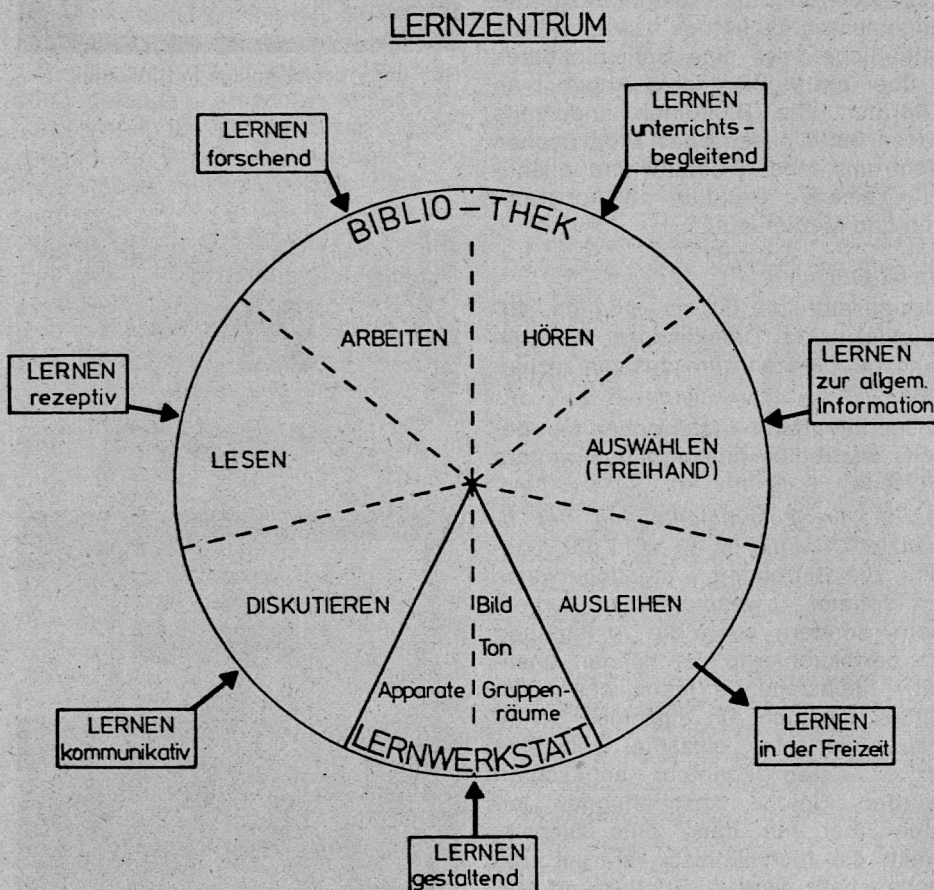 LERNZENTRUM
LERNEN
forschend
LERNEN
unterrichts-
begleitend
BIBLIO-THEK
ARBEITEN
HÖREN
LERNEN
rezeptiv
LERNEN
zur allgem.
Information
LESEN
AUSWÄHLEN
(FREIHAND)
DISKUTIEREN
Bild
AUSLEIHEN
Ton
Apparate
Gruppen-
räume
LERNWERKSTATT
LERNEN
kommunikativ
LERNEN
in der Freizeit
LERNEN
gestaltend